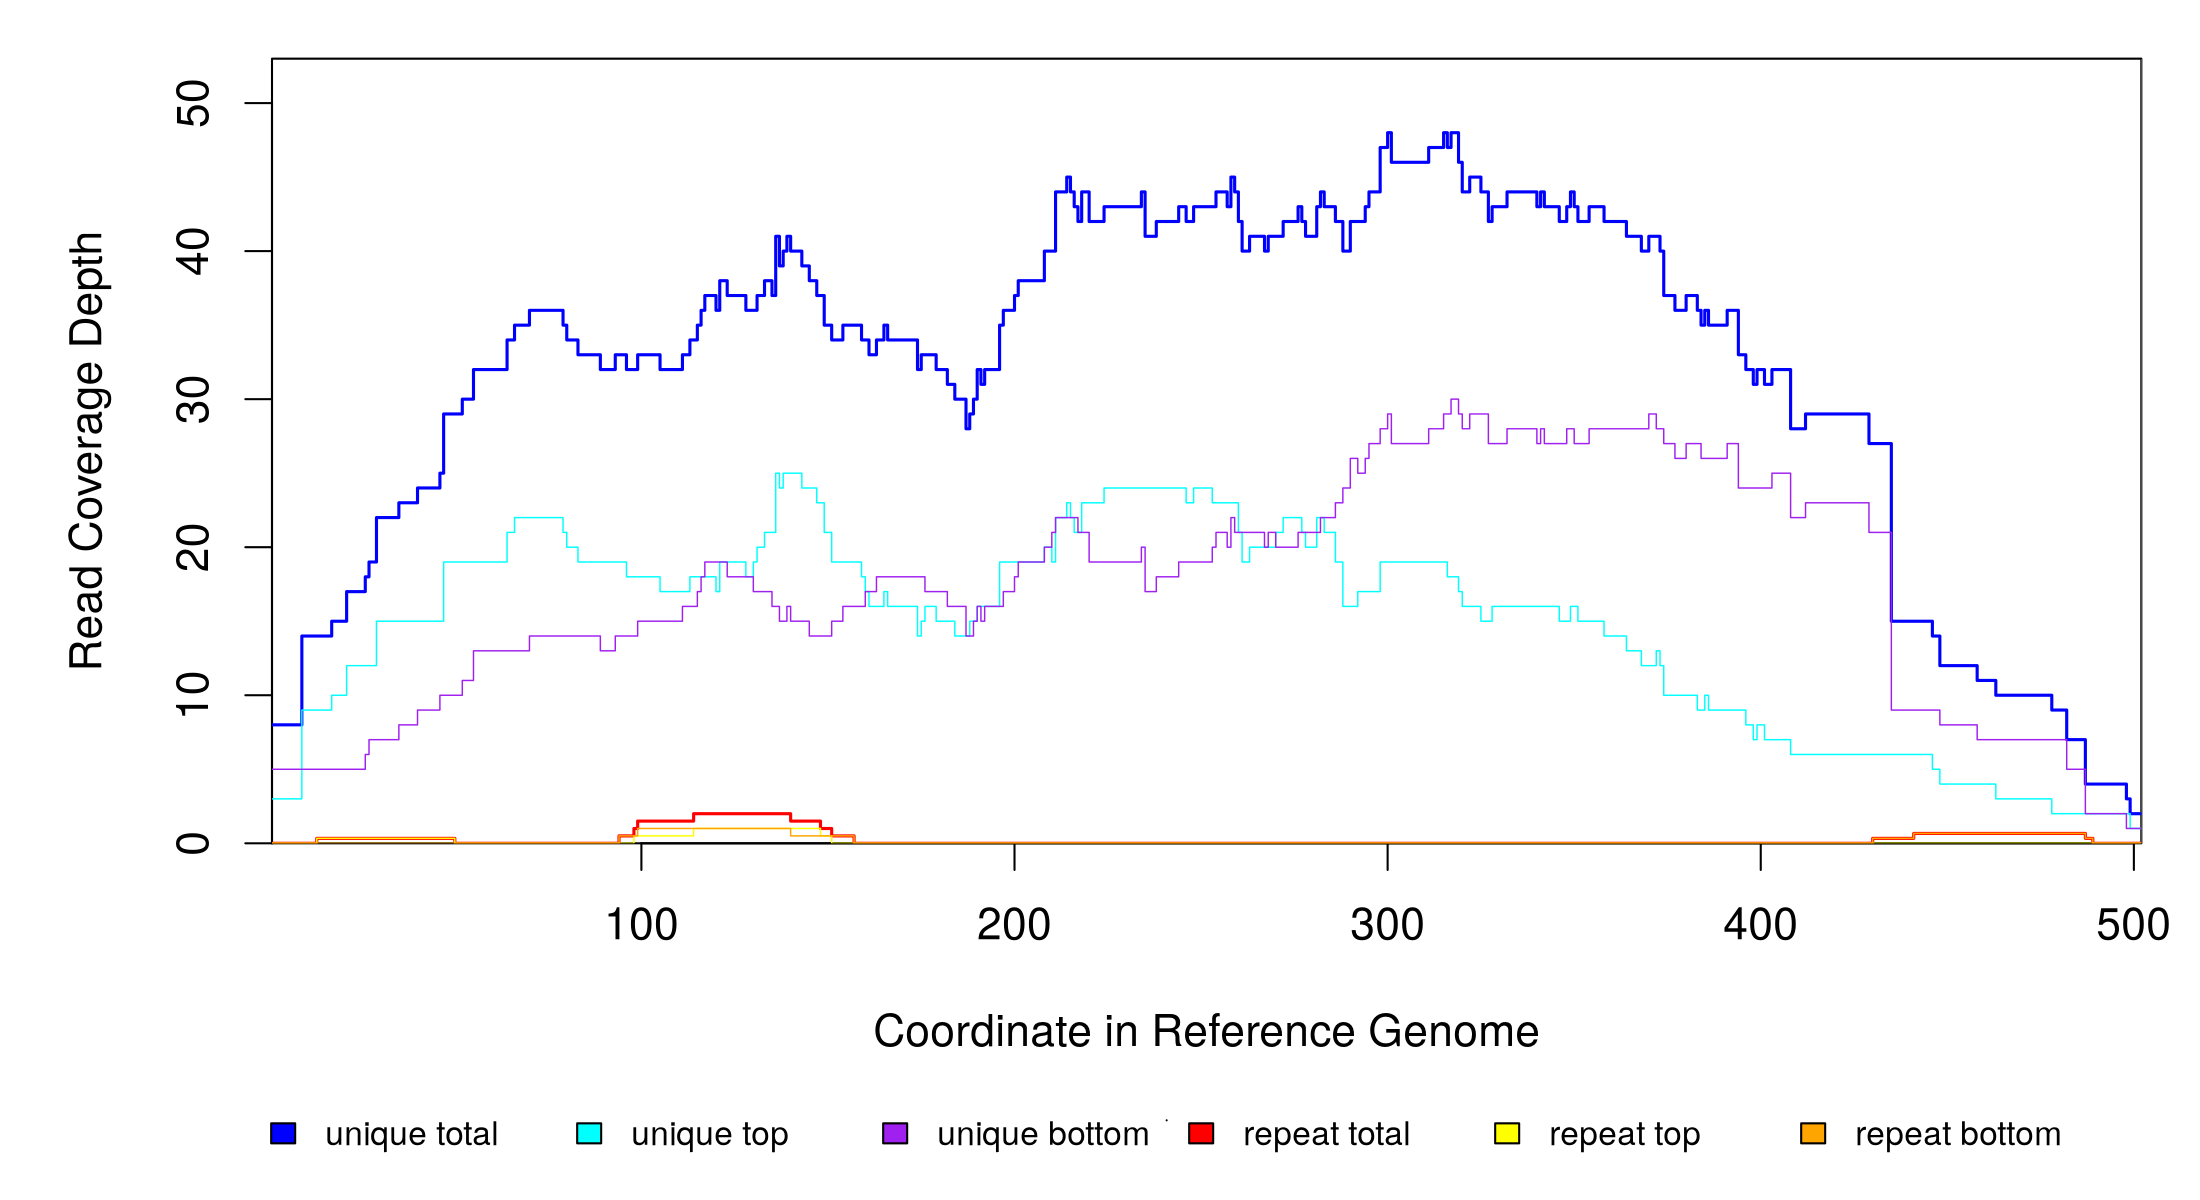 Read Coverage Depth
50
40
30
20
10
0
100 200 300 400 500
Coordinate in Reference Genome
unique total unique top unique bottom repeat total repeat top repeat bottom